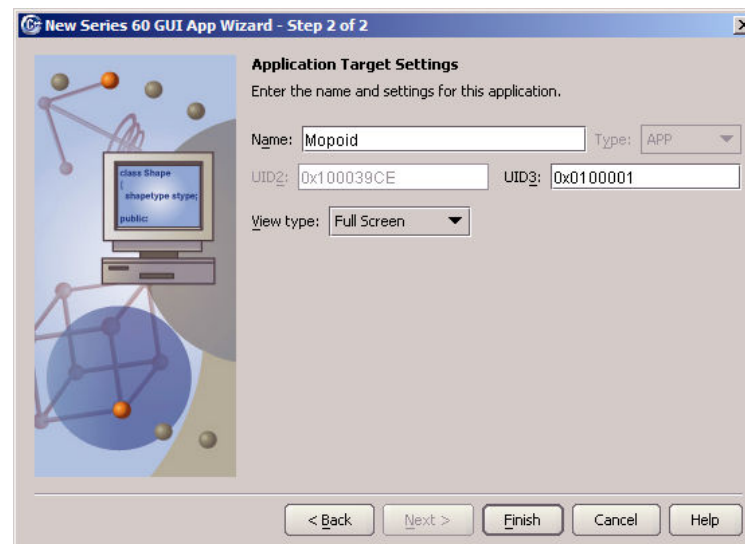 New Series 60 GUI App Wizard - Step 2 of 2
Application Target Settings
Enter the name and settings for this application.
Name: Mopoid Type: APP
UID2: 0x100039CE UID3: 0x0100001
View type: Full Screen
class Shape
{
shapetype stype;
public:
< Back Next > Finish Cancel Help